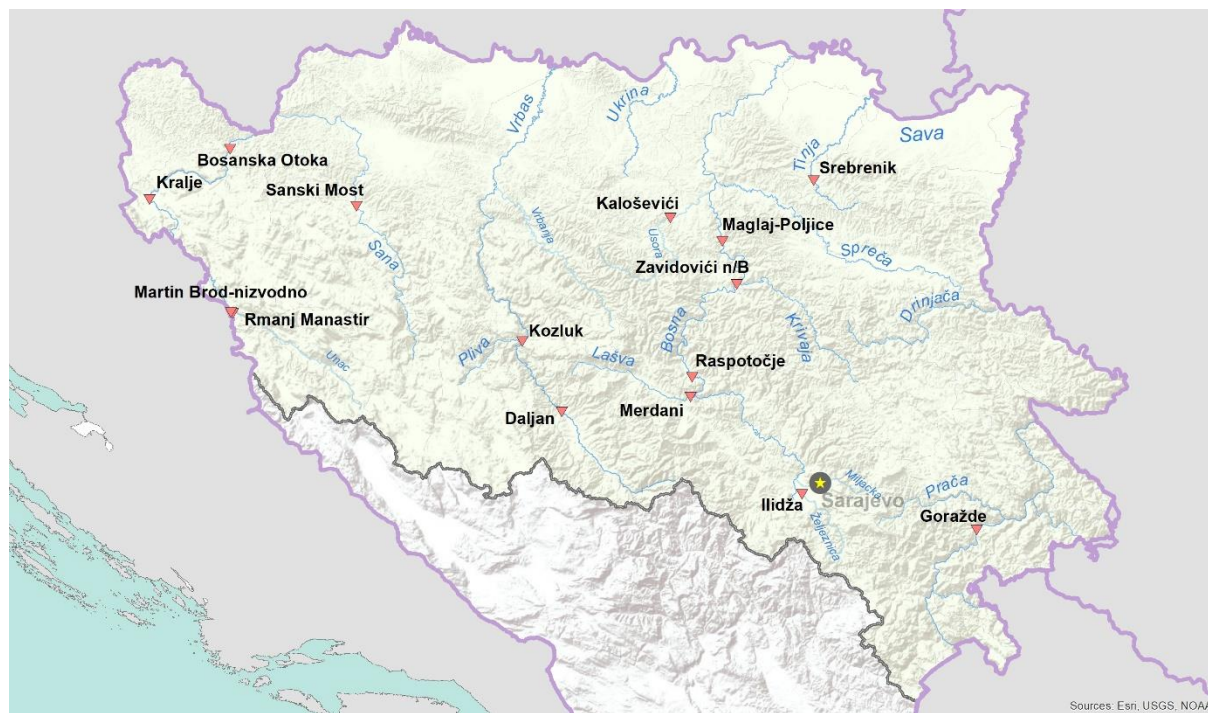 Vrbas
Ukrina
Tinja
Sava
Bosanska Otoka
Kralje
Sanski Most
Srebrenik
Kaloševići
Vrbanja
Usora
Maglaj-Poljice
Sana
Spreča
Zavidovići n/B
Martin Brod-nizvodno
Rmanj Manastir
Drinjača
Kozluk
Bosna
Krivaja
Pliva
Lašva
Unac
Raspotočje
Merdani
Daljan
Miljacka
Prača
Ilidža
Sarajevo
Željeznica
Goražde
Sources: Esri, USGS, NOAA